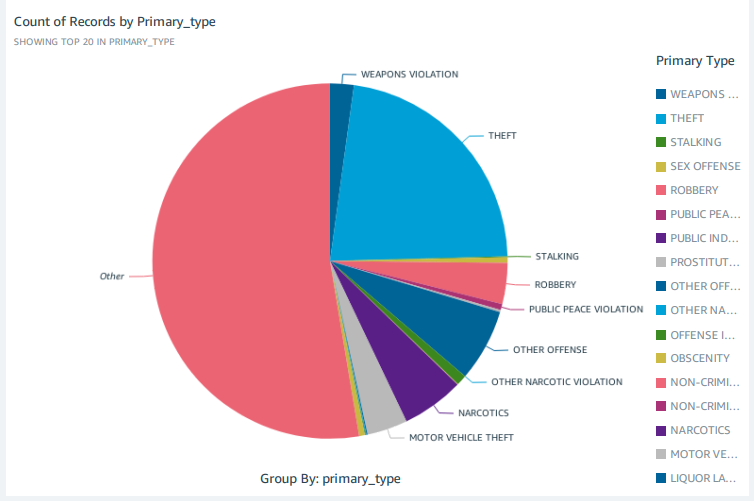 Count of Records by Primary_type
SHOWING TOP 20 IN PRIMARY_TYPE
Primary Type
WEAPONS VIOLATION
THEFT
STALKING
ROBBERY
PUBLIC PEACE VIOLATION
OTHER OFFENSE
OTHER NARCOTIC VIOLATION
NARCOTICS
MOTOR VEHICLE THEFT
Other
WEAPONS ...
THEFT
STALKING
SEX OFFENSE
ROBBERY
PUBLIC PEA...
PUBLIC IND...
PROSTITUT...
OTHER OFF...
OTHER NA...
OFFENSE I...
OBSCENITY
NON-CRIMI...
NON-CRIMI...
NARCOTICS
MOTOR VE...
LIQUOR LA...
Group By: primary_type